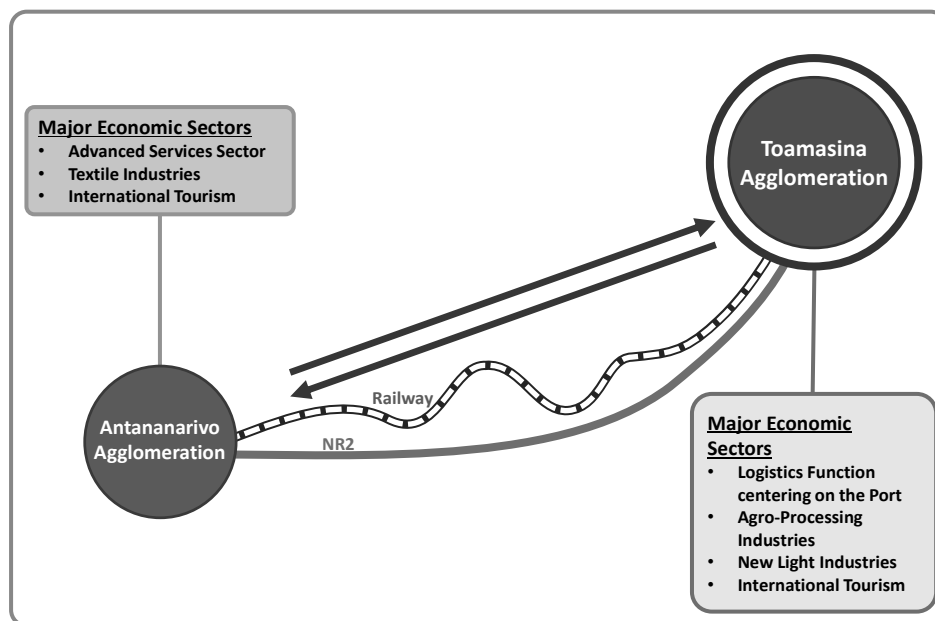 Major Economic Sectors
• Advanced Services Sector
• Textile Industries
• International Tourism
Toamasina
Agglomeration
Railway
NR2
Antananarivo
Agglomeration
Major Economic
Sectors
• Logistics Function
centering on the Port
• Agro-Processing
Industries
• New Light Industries
• International Tourism